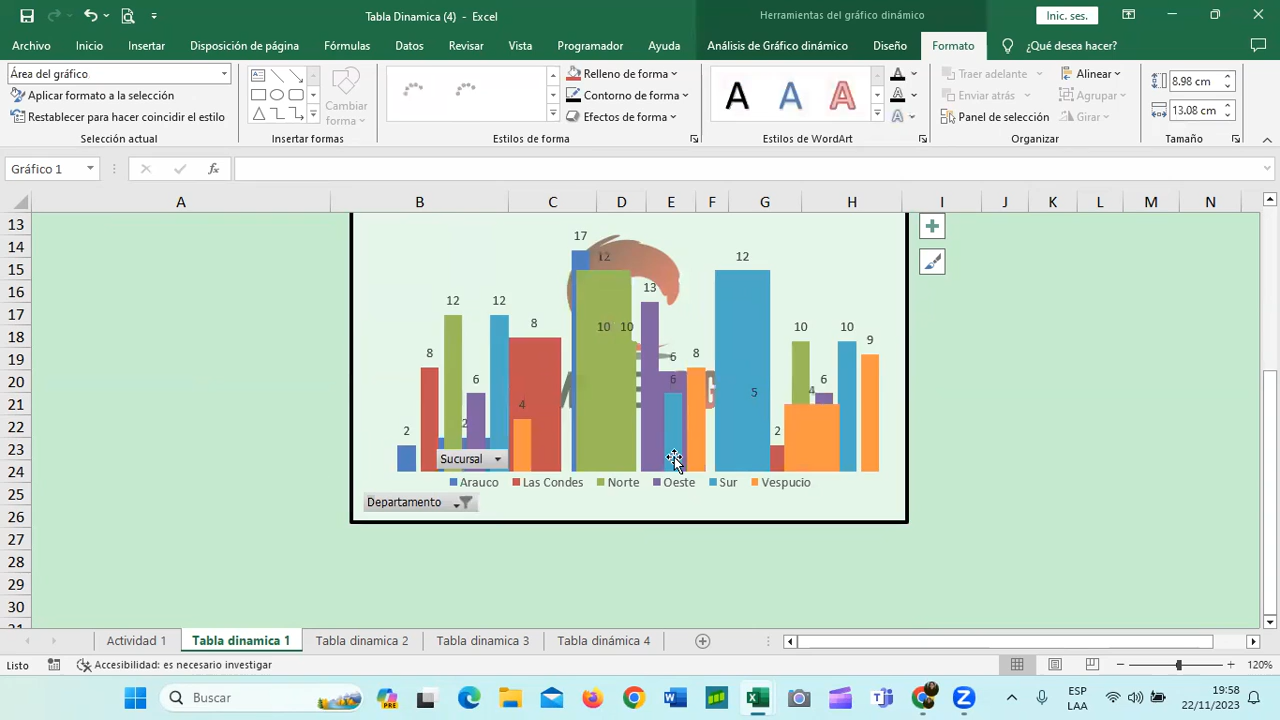 Tabla Dinamica (4) - Excel
Herramientas del gráfico dinámico
Inic. ses.
Archivo Inicio Insertar Disposición de página Fórmulas Datos Revisar Vista Programador Ayuda Análisis de Gráfico dinámico Diseño Formato ¿Qué desea hacer?
Área del gráfico
Aplicar formato a la selección
Restablecer para hacer coincidir el estilo
Selección actual
Cambiar
forma
Insertar formas
Relleno de forma
Contorno de forma
Efectos de forma
Estilos de forma
A A A
Estilos de WordArt
Traer adelante
Enviar atrás
Panel de selección
Alinear
Agrupar
Girar
Organizar
8.98 cm
13.08 cm
Tamaño
Gráfico 1
fx
A B C D E F G H I J K L M N
13
14
15
16
17
18
19
20
21
22
23
24
25
26
27
28
29
30
17
12 12
13
12 12
10 10 10 10
8 8
6 8 9
6 6 5 4 6
4
2 2 2
Sucursal
Arauco Las Condes Norte Oeste Sur Vespucio
Departamento
Actividad 1 Tabla dinamica 1 Tabla dinamica 2 Tabla dinamica 3 Tabla dinámica 4
Listo Accesibilidad: es necesario investigar 120%
Buscar
ESP
LAA
19:58
22/11/2023